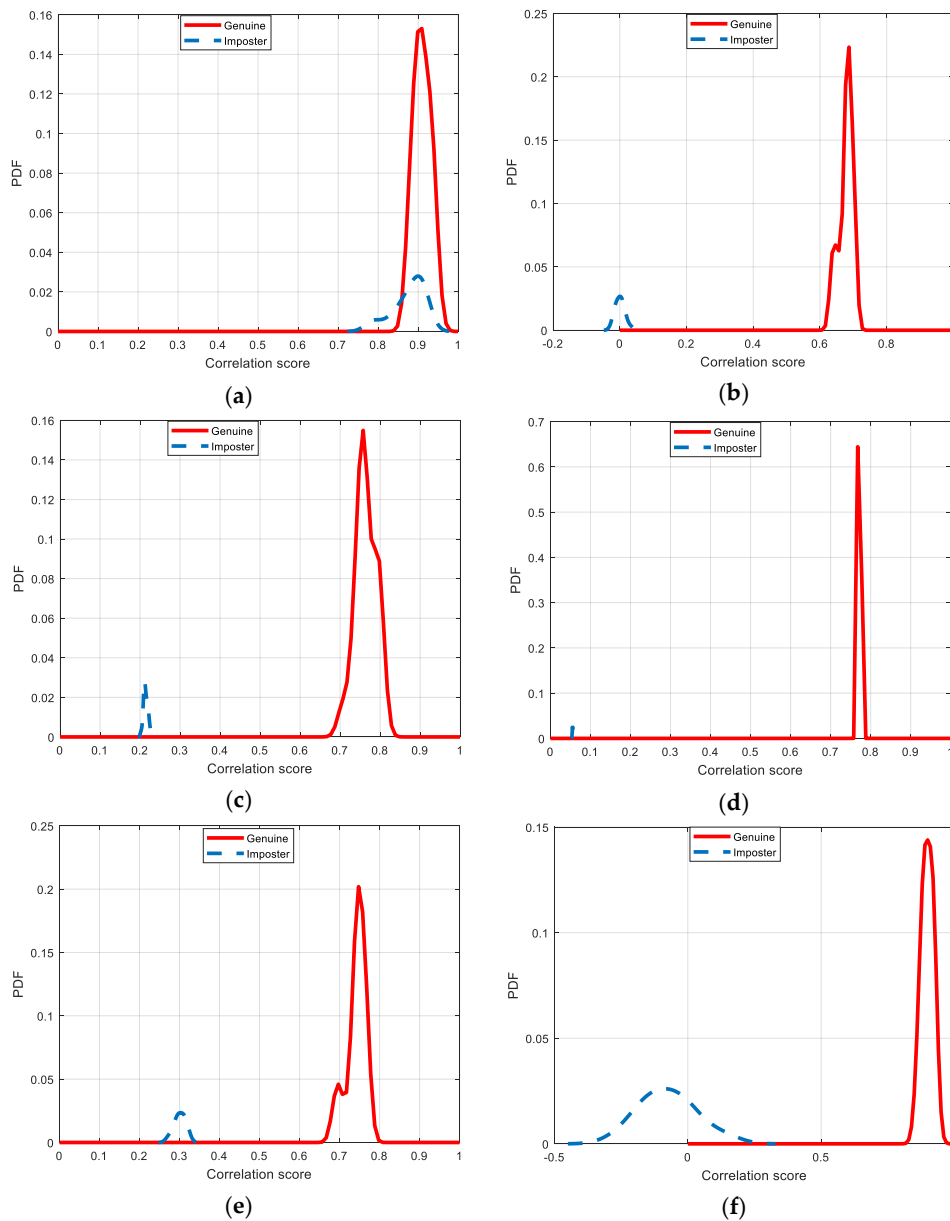 0.16
0.14
0.12
0.1
0.08
0.06
0.04
0.02
0
PDF
Genuine
Imposter
0 0.1 0.2 0.3 0.4 0.5 0.6 0.7 0.8 0.9 1
Correlation score
(a)
0.25
0.2
0.15
0.1
0.05
0
PDF
Genuine
Imposter
-0.2 0 0.2 0.4 0.6 0.8
Correlation score
(b)
0.16
0.14
0.12
0.1
0.08
0.06
0.04
0.02
0
PDF
Genuine
Imposter
0 0.1 0.2 0.3 0.4 0.5 0.6 0.7 0.8 0.9 1
Correlation score
(c)
0.7
0.6
0.5
0.4
0.3
0.2
0.1
0
PDF
Genuine
Imposter
0 0.1 0.2 0.3 0.4 0.5 0.6 0.7 0.8 0.9 1
Correlation score
(d)
0.25
0.2
0.15
0.1
0.05
0
PDF
Genuine
Imposter
0 0.1 0.2 0.3 0.4 0.5 0.6 0.7 0.8 0.9 1
Correlation score
(e)
0.15
0.1
0.05
0
PDF
Genuine
Imposter
-0.5 0 0.5
Correlation score
(f)